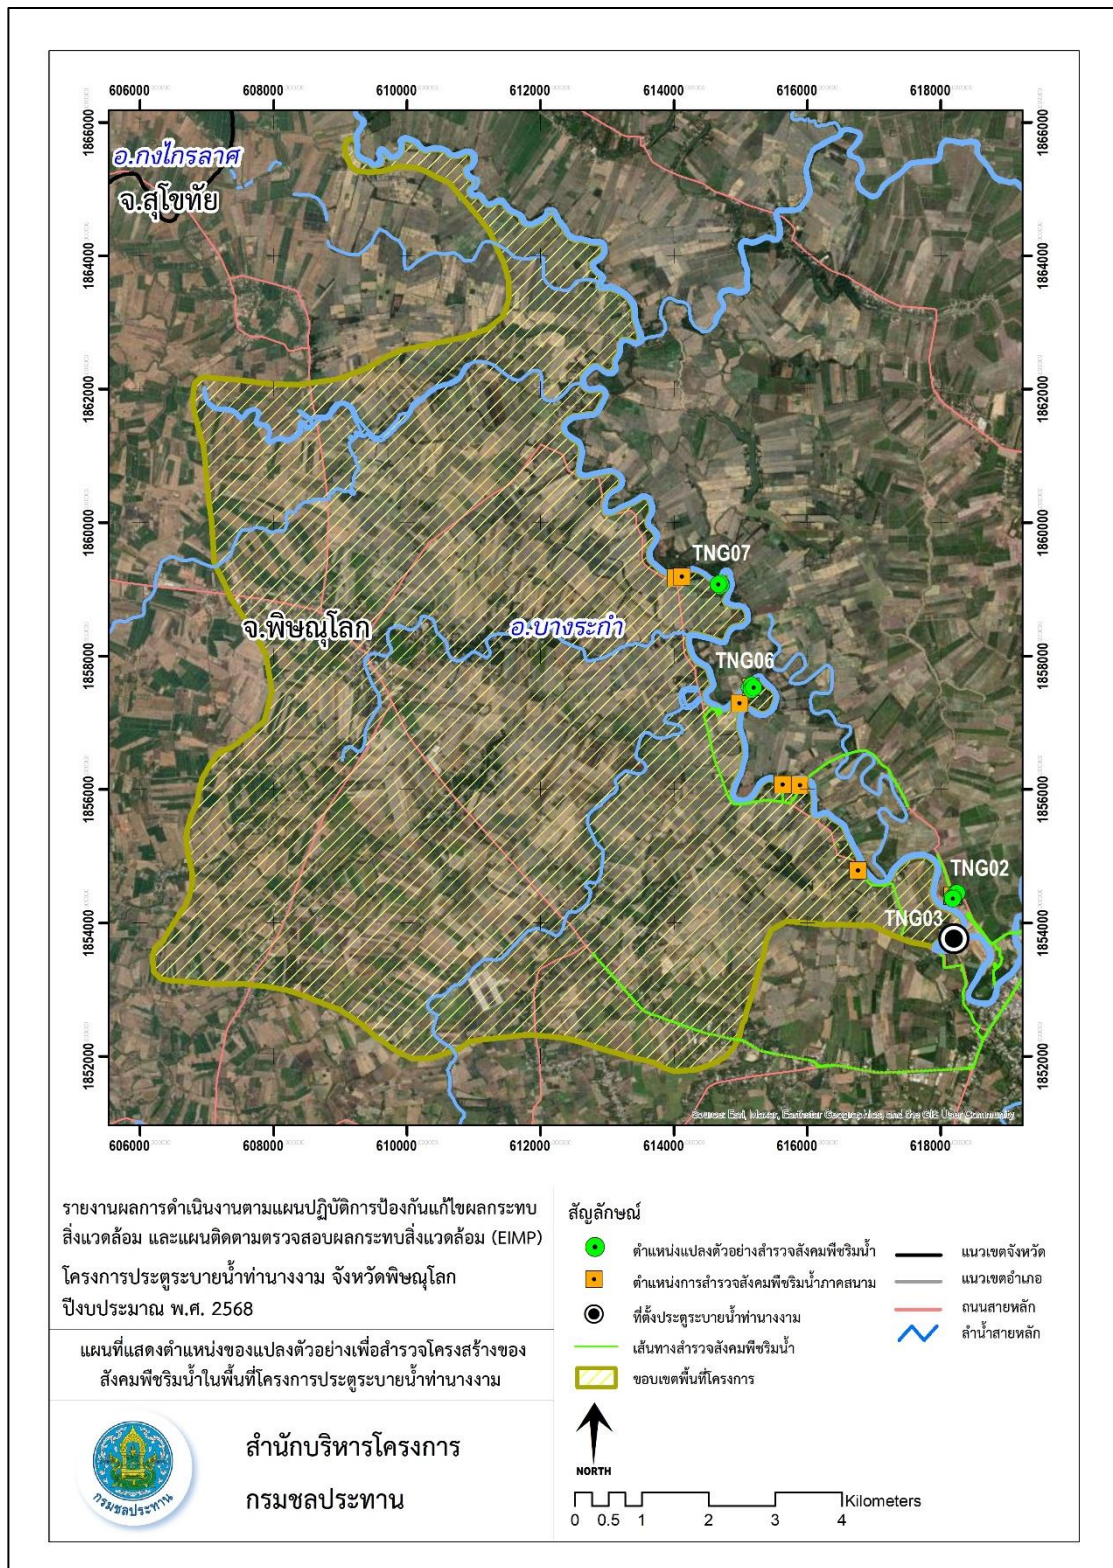 606000 608000 610000 612000 614000 616000 618000
1866000 1866000
อ.กงไกรลาศ
จ.สุโขทัย
1864000 1864000
1862000 1862000
1860000 1860000
TNG07
จ.พิษณุโลก
อ.บางระกำ
1858000 1858000
TNG06
1856000 1856000
TNG02
TNG03
1854000 1854000
1852000 1852000
Source: Esri, Maxar, Earthstar Geographics, and the GIS User Community
606000 608000 610000 612000 614000 616000 618000
รายงานผลการดำเนินงานตามแผนปฏิบัติการป้องกันแก้ไขผลกระทบ
สิ่งแวดล้อม และแผนติดตามตรวจสอบผลกระทบสิ่งแวดล้อม (EIMP)
โครงการประตูระบายน้ำท่านางงาม จังหวัดพิษณุโลก
ปีงบประมาณ พ.ศ. 2568
แผนที่แสดงตำแหน่งของแปลงตัวอย่างเพื่อสำรวจโครงสร้างของ
สังคมพืชริมน้ำในพื้นที่โครงการประตูระบายน้ำท่านางงาม
กรมชลประทาน
สำนักบริหารโครงการ
กรมชลประทาน
สัญลักษณ์
ตำแหน่งแปลงตัวอย่างสำรวจสังคมพืชริมน้ำ
ตำแหน่งการสำรวจสังคมพืชริมน้ำภาคสนาม
ที่ตั้งประตูระบายน้ำท่านางงาม
เส้นทางสำรวจสังคมพืชริมน้ำ
ขอบเขตพื้นที่โครงการ
แนวเขตจังหวัด
แนวเขตอำเภอ
ถนนสายหลัก
ลำน้ำสายหลัก
NORTH
Kilometers
0 0.5 1 2 3 4